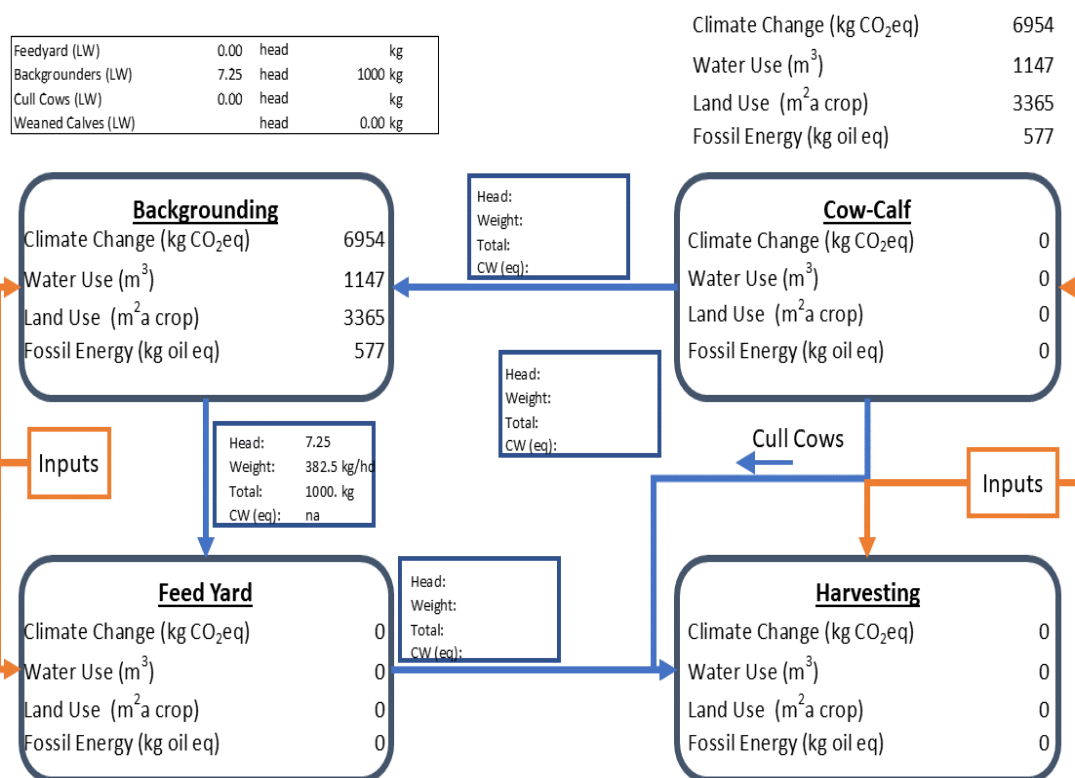 Climate Change (kg CO₂eq) 6954
Water Use (m³) 1147
Land Use (m²a crop) 3365
Fossil Energy (kg oil eq) 577
Feedyard (LW) 0.00 head kg
Backgrounders (LW) 7.25 head 1000 kg
Cull Cows (LW) 0.00 head kg
Weaned Calves (LW) head 0.00 kg
Backgrounding
Climate Change (kg CO₂eq) 6954
Water Use (m³) 1147
Land Use (m²a crop) 3365
Fossil Energy (kg oil eq) 577
Head:
Weight:
Total:
CW (eq):
Cow-Calf
Climate Change (kg CO₂eq) 0
Water Use (m³) 0
Land Use (m²a crop) 0
Fossil Energy (kg oil eq) 0
Head:
Weight:
Total:
CW (eq):
Inputs
Head: 7.25
Weight: 382.5 kg/hd
Total: 1000. kg
CW (eq): na
Cull Cows
Inputs
Feed Yard
Climate Change (kg CO₂eq) 0
Water Use (m³) 0
Land Use (m²a crop) 0
Fossil Energy (kg oil eq) 0
Head:
Weight:
Total:
CW (eq):
Harvesting
Climate Change (kg CO₂eq) 0
Water Use (m³) 0
Land Use (m²a crop) 0
Fossil Energy (kg oil eq) 0